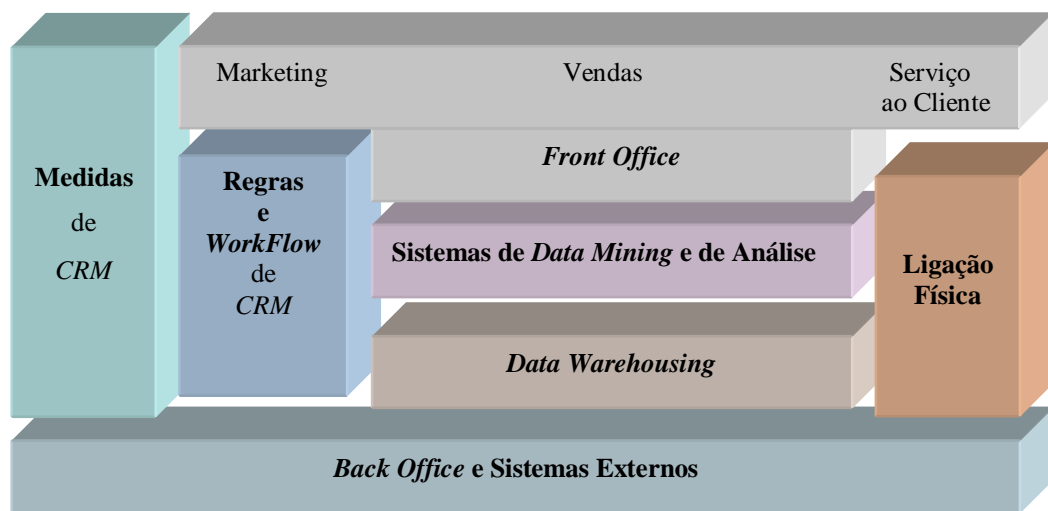 Marketing
Vendas
Serviço
ao Cliente
Medidas
de
CRM
Regras
e
WorkFlow
de
CRM
Front Office
Sistemas de Data Mining e de Análise
Data Warehousing
Ligação
Física
Back Office e Sistemas Externos